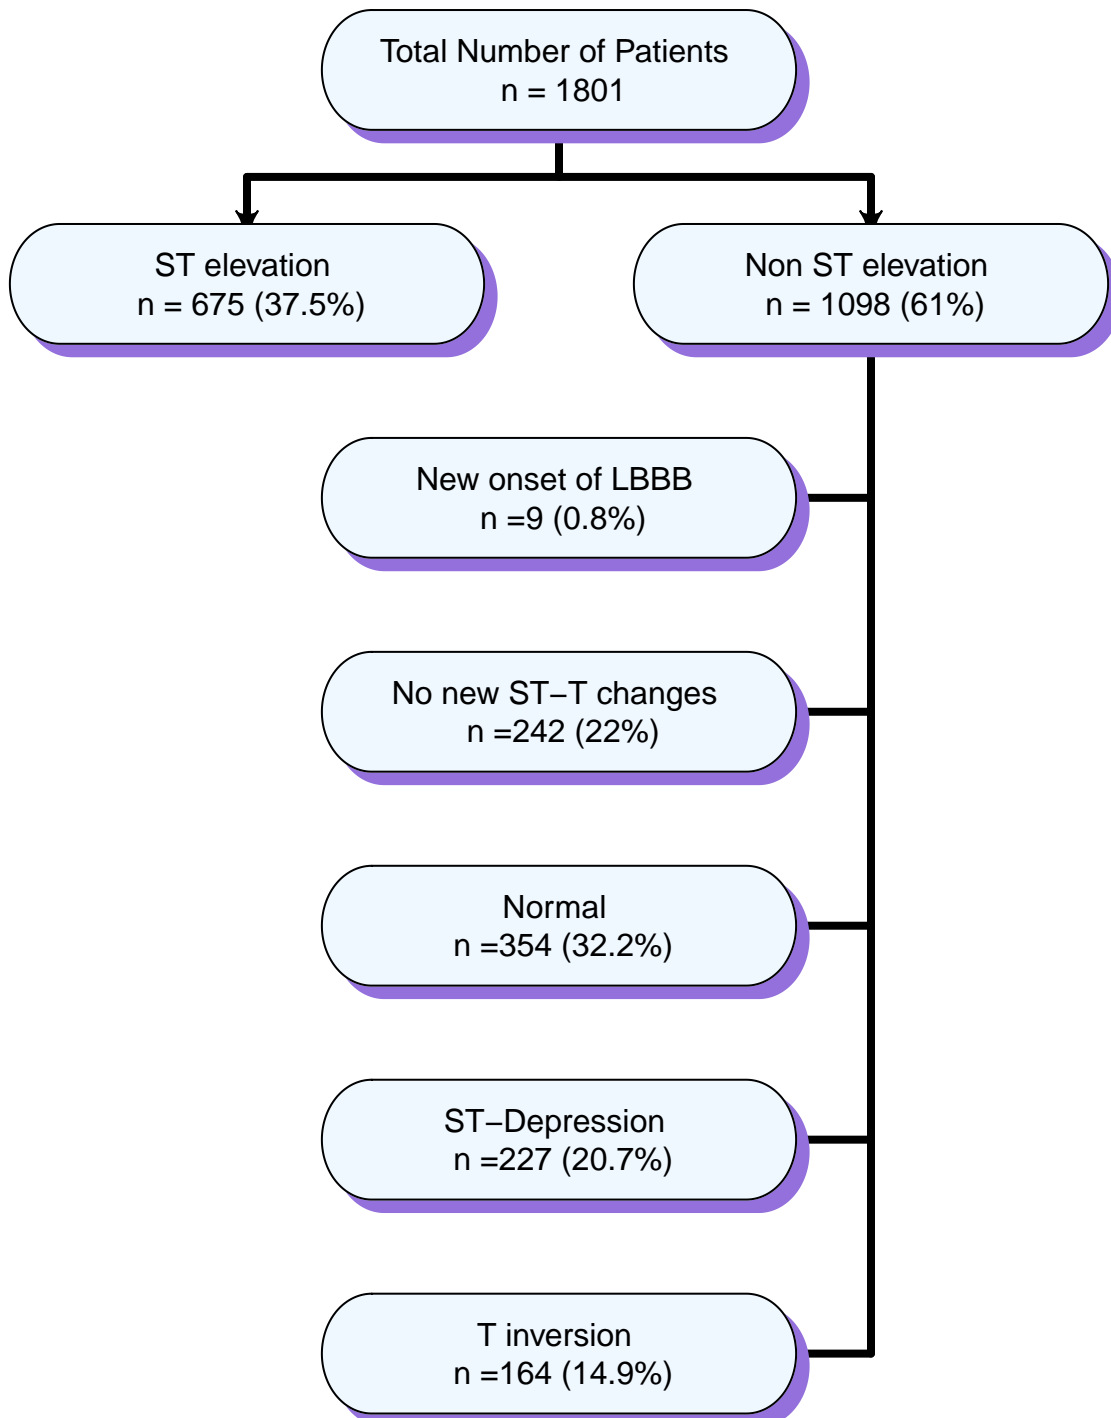 Total Number of Patients
n = 1801
ST elevation
n = 675 (37.5%)
Non ST elevation
n = 1098 (61%)
New onset of LBBB
n =9 (0.8%)
No new ST−T changes
n =242 (22%)
Normal
n =354 (32.2%)
ST−Depression
n =227 (20.7%)
T inversion
n =164 (14.9%)